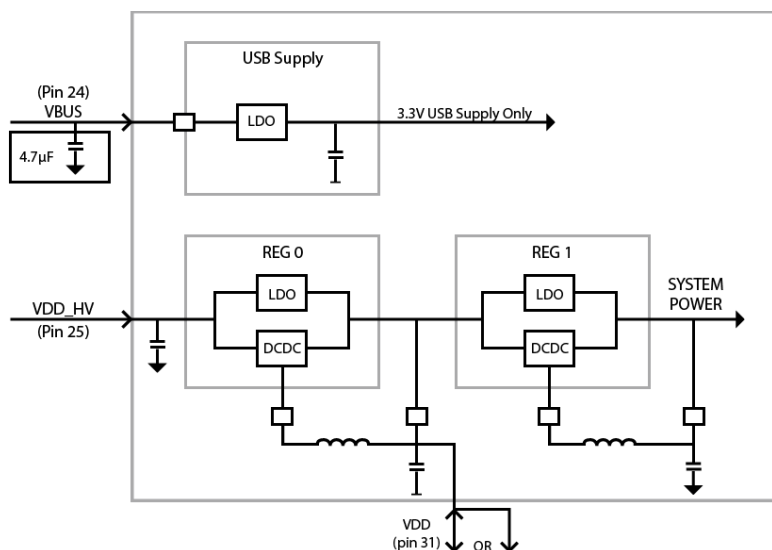 USB Supply
(Pin 24)
VBUS
LDO
3.3V USB Supply Only
4.7µF
REG 0
REG 1
LDO
LDO
SYSTEM
POWER
VDD_HV
(Pin 25)
DCDC
DCDC
VDD
(pin 31)
OR